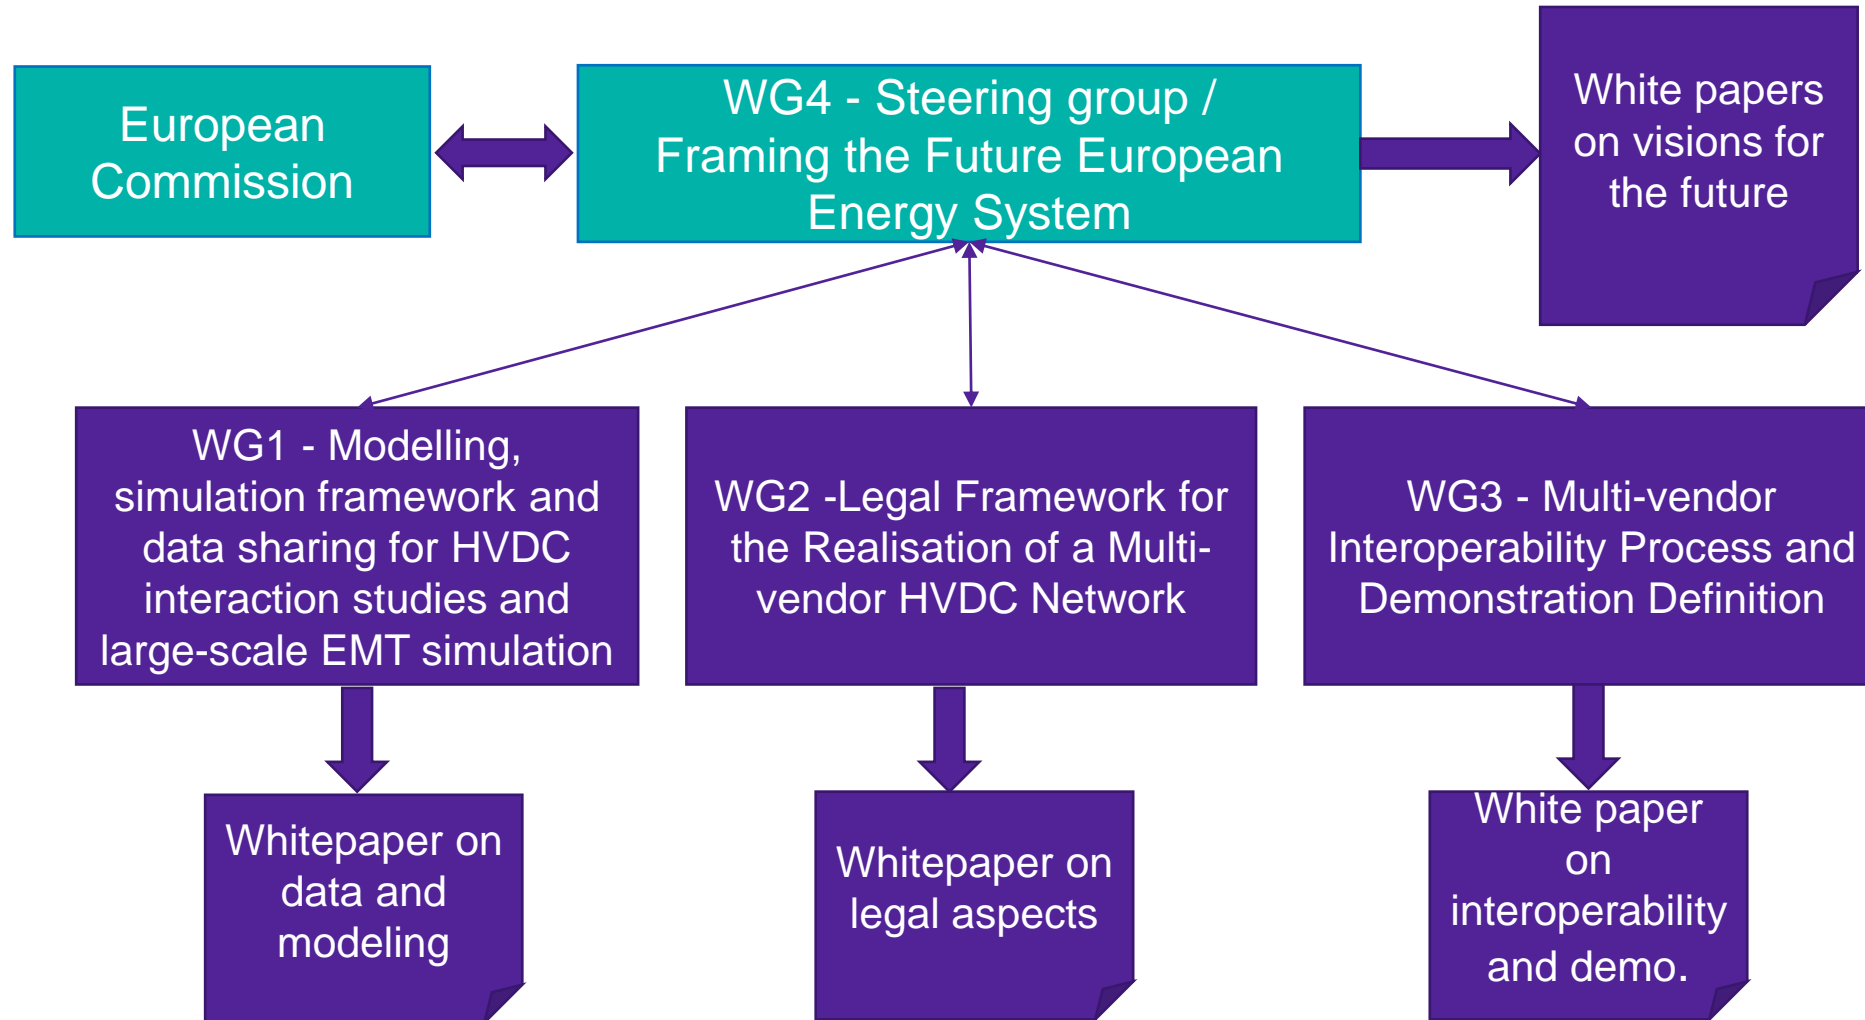 European
Commission
WG4 - Steering group /
Framing the Future European
Energy System
White papers
on visions for
the future
WG1 - Modelling,
simulation framework and
data sharing for HVDC
interaction studies and
large-scale EMT simulation
WG2 -Legal Framework for
the Realisation of a Multi-
vendor HVDC Network
WG3 - Multi-vendor
Interoperability Process and
Demonstration Definition
Whitepaper on
data and
modeling
Whitepaper on
legal aspects
White paper
on
interoperability
and demo.